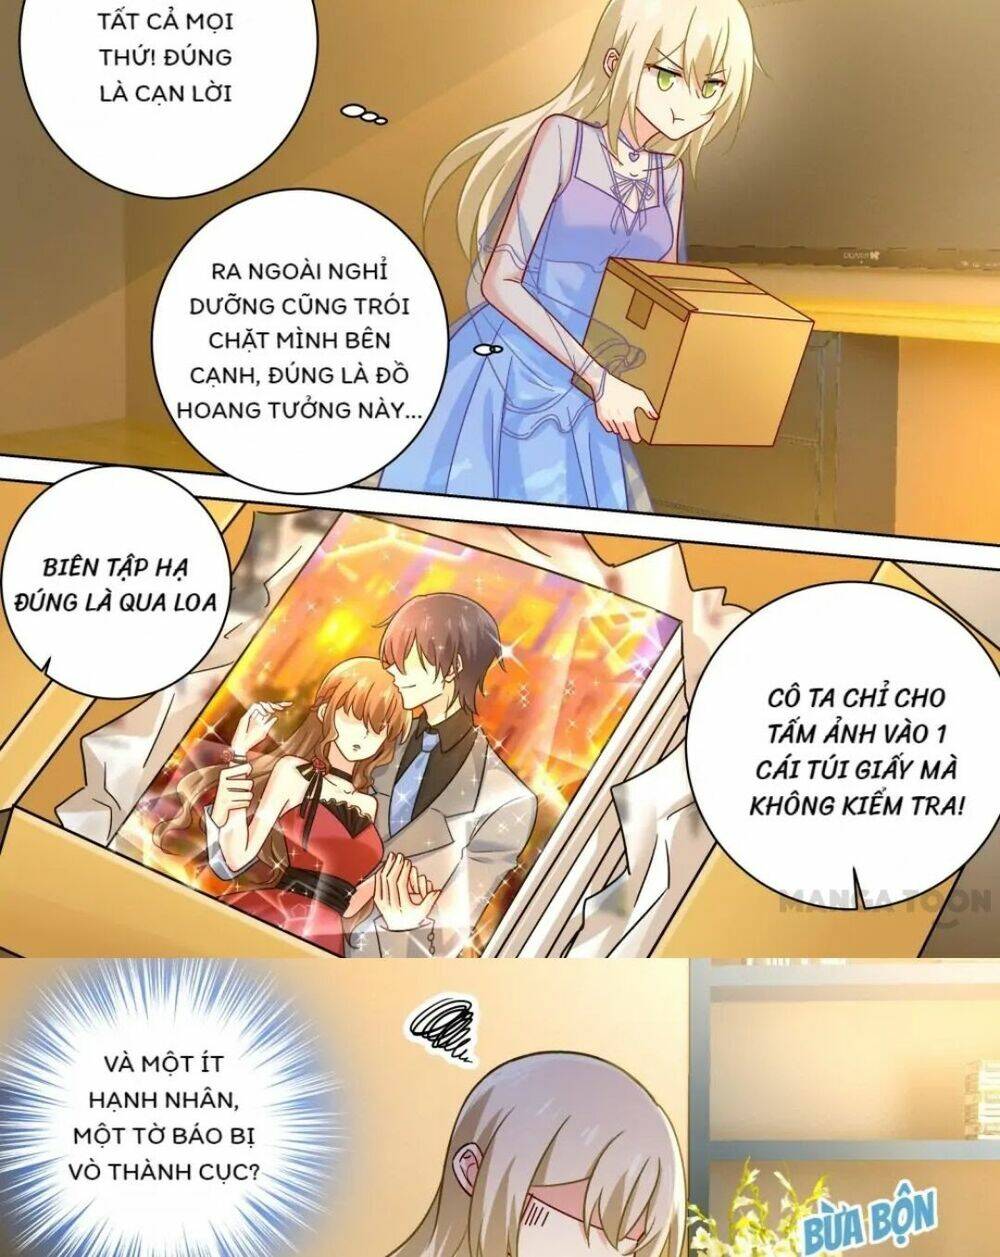 TẤT CẢ MỌI
THỨ! ĐÚNG
LÀ CẠN LỜI
RA NGOÀI NGHỈ
DƯỠNG CŨNG TRÓI
CHẶT MÌNH BÊN
CẠNH, ĐÚNG LÀ ĐỒ
HOANG TƯỞNG NÀY...
BIÊN TẬP HẠ
ĐÚNG LÀ QUA LOA
CÔ TA CHỈ CHO
TẤM ẢNH VÀO 1
CÁI TÚI GIẤY MÀ
KHÔNG KIỂM TRA!
MANGA TOON
VÀ MỘT ÍT
HẠNH NHÂN,
MỘT TỜ BÁO BỊ
VÒ THÀNH CỤC?
BỪA BỘN